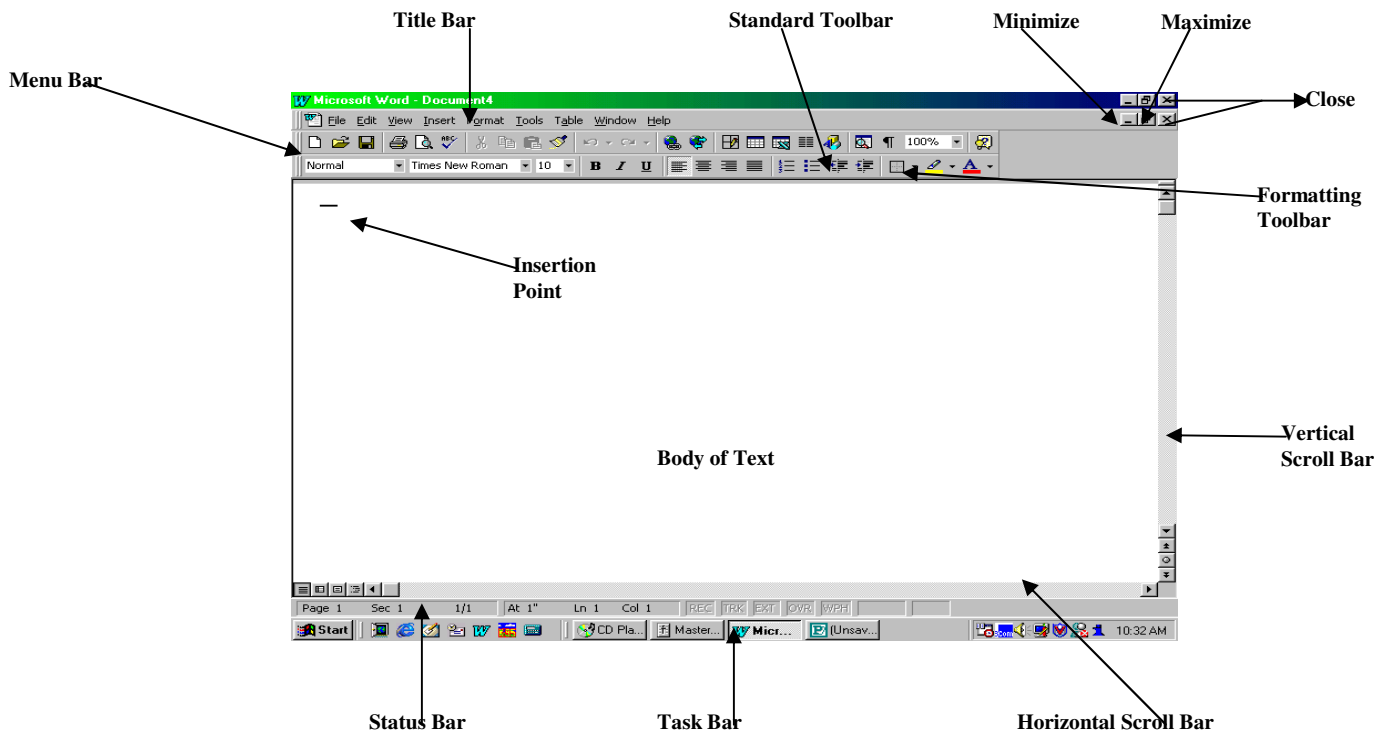 Title Bar
Standard Toolbar
Minimize
Maximize
Menu Bar
Microsoft Word - Document4
Close
File Edit View Insert Format Tools Table Window Help
100%
Normal Times New Roman 10 B I U A
Formatting
Toolbar
Insertion
Point
Vertical
Scroll Bar
Body of Text
Page 1 Sec 1 1/1 At 1" Ln 1 Col 1 REC TRK EXT OVR WPH
Start CD Pla... Master... Micr... (Unsav... 10:32 AM
Status Bar
Task Bar
Horizontal Scroll Bar